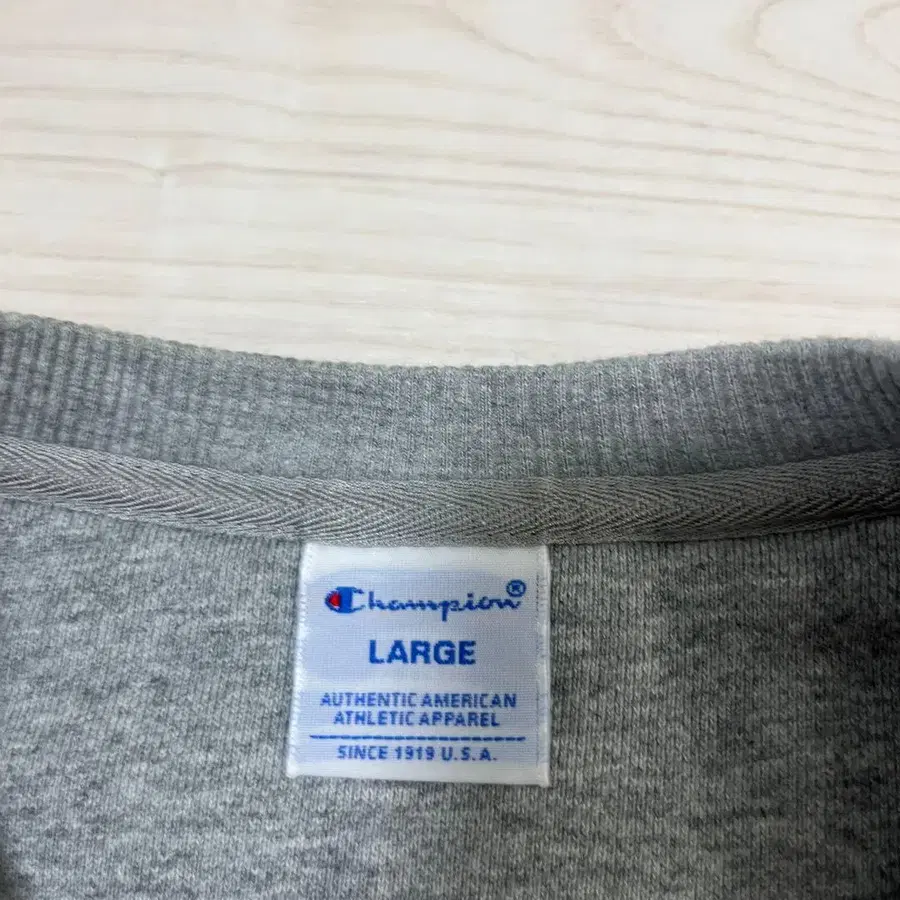 Champion®
LARGE
AUTHENTIC AMERICAN
ATHLETIC APPAREL
SINCE 1919 U.S.A.